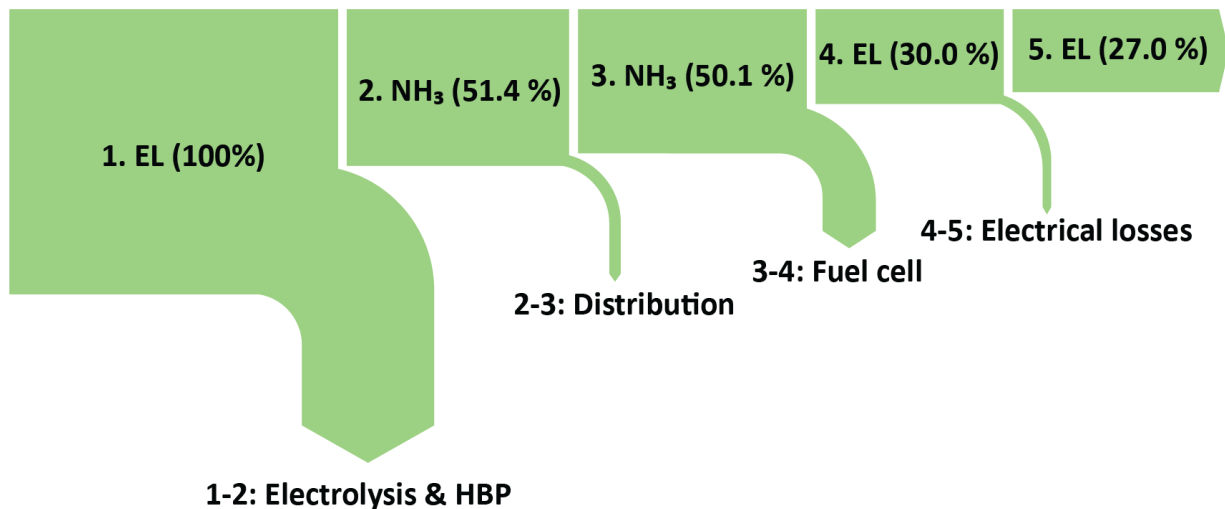 1. EL (100%)
2. NH₃ (51.4 %)
3. NH₃ (50.1 %)
4. EL (30.0 %)
5. EL (27.0 %)
4-5: Electrical losses
3-4: Fuel cell
2-3: Distribution
1-2: Electrolysis & HBP